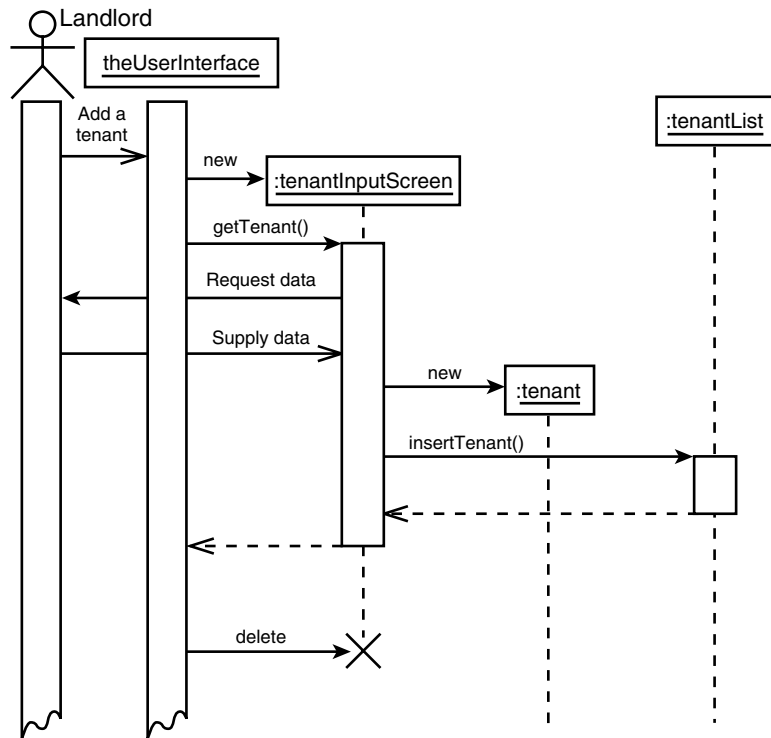 Landlord
theUserInterface
:tenantList
Add a
tenant
new
:tenantInputScreen
getTenant()
Request data
Supply data
new
:tenant
insertTenant()
delete